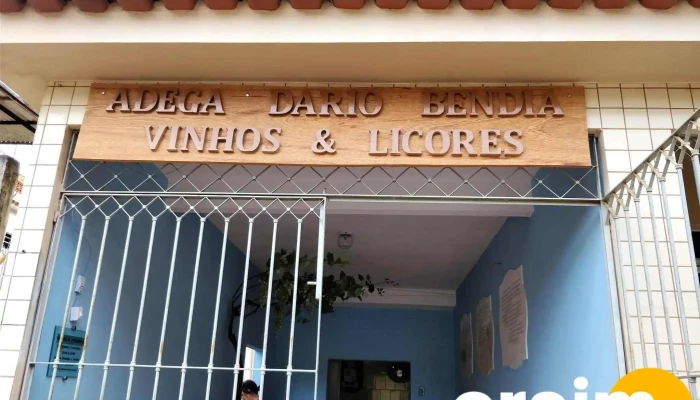 ADEGA DARIO BENDIA
VINHOS & LICORES